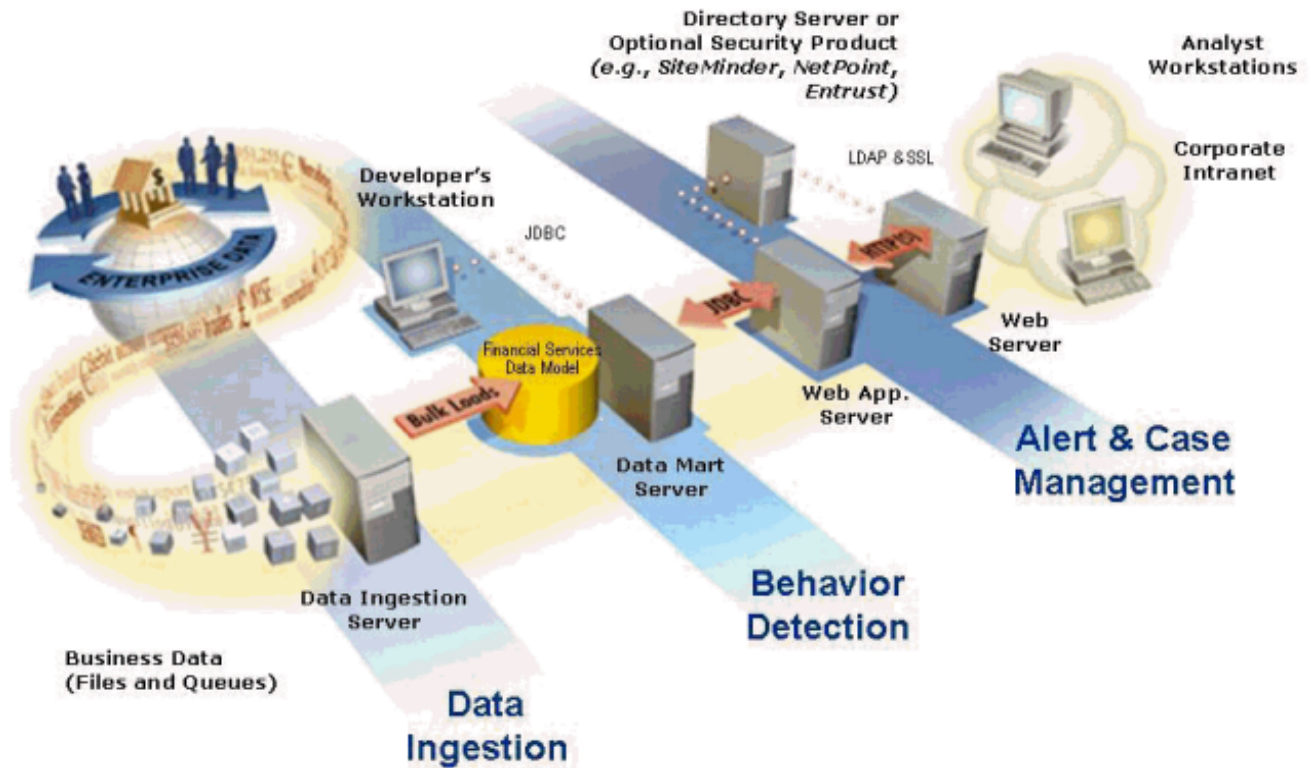 Directory Server or
Optional Security Product
(e.g., SiteMinder, NetPoint,
Entrust)
Analyst
Workstations
LDAP & SSL
Corporate
Intranet
Developer's
Workstation
JDBC
ENTERPRISE DATA
HTTP(S)
JDBC
Web
Server
Financial Services
Data Model
Bulk Loads
Web App.
Server
Alert & Case
Management
Data Mart
Server
Behavior
Detection
Data Ingestion
Server
Business Data
(Files and Queues)
Data
Ingestion